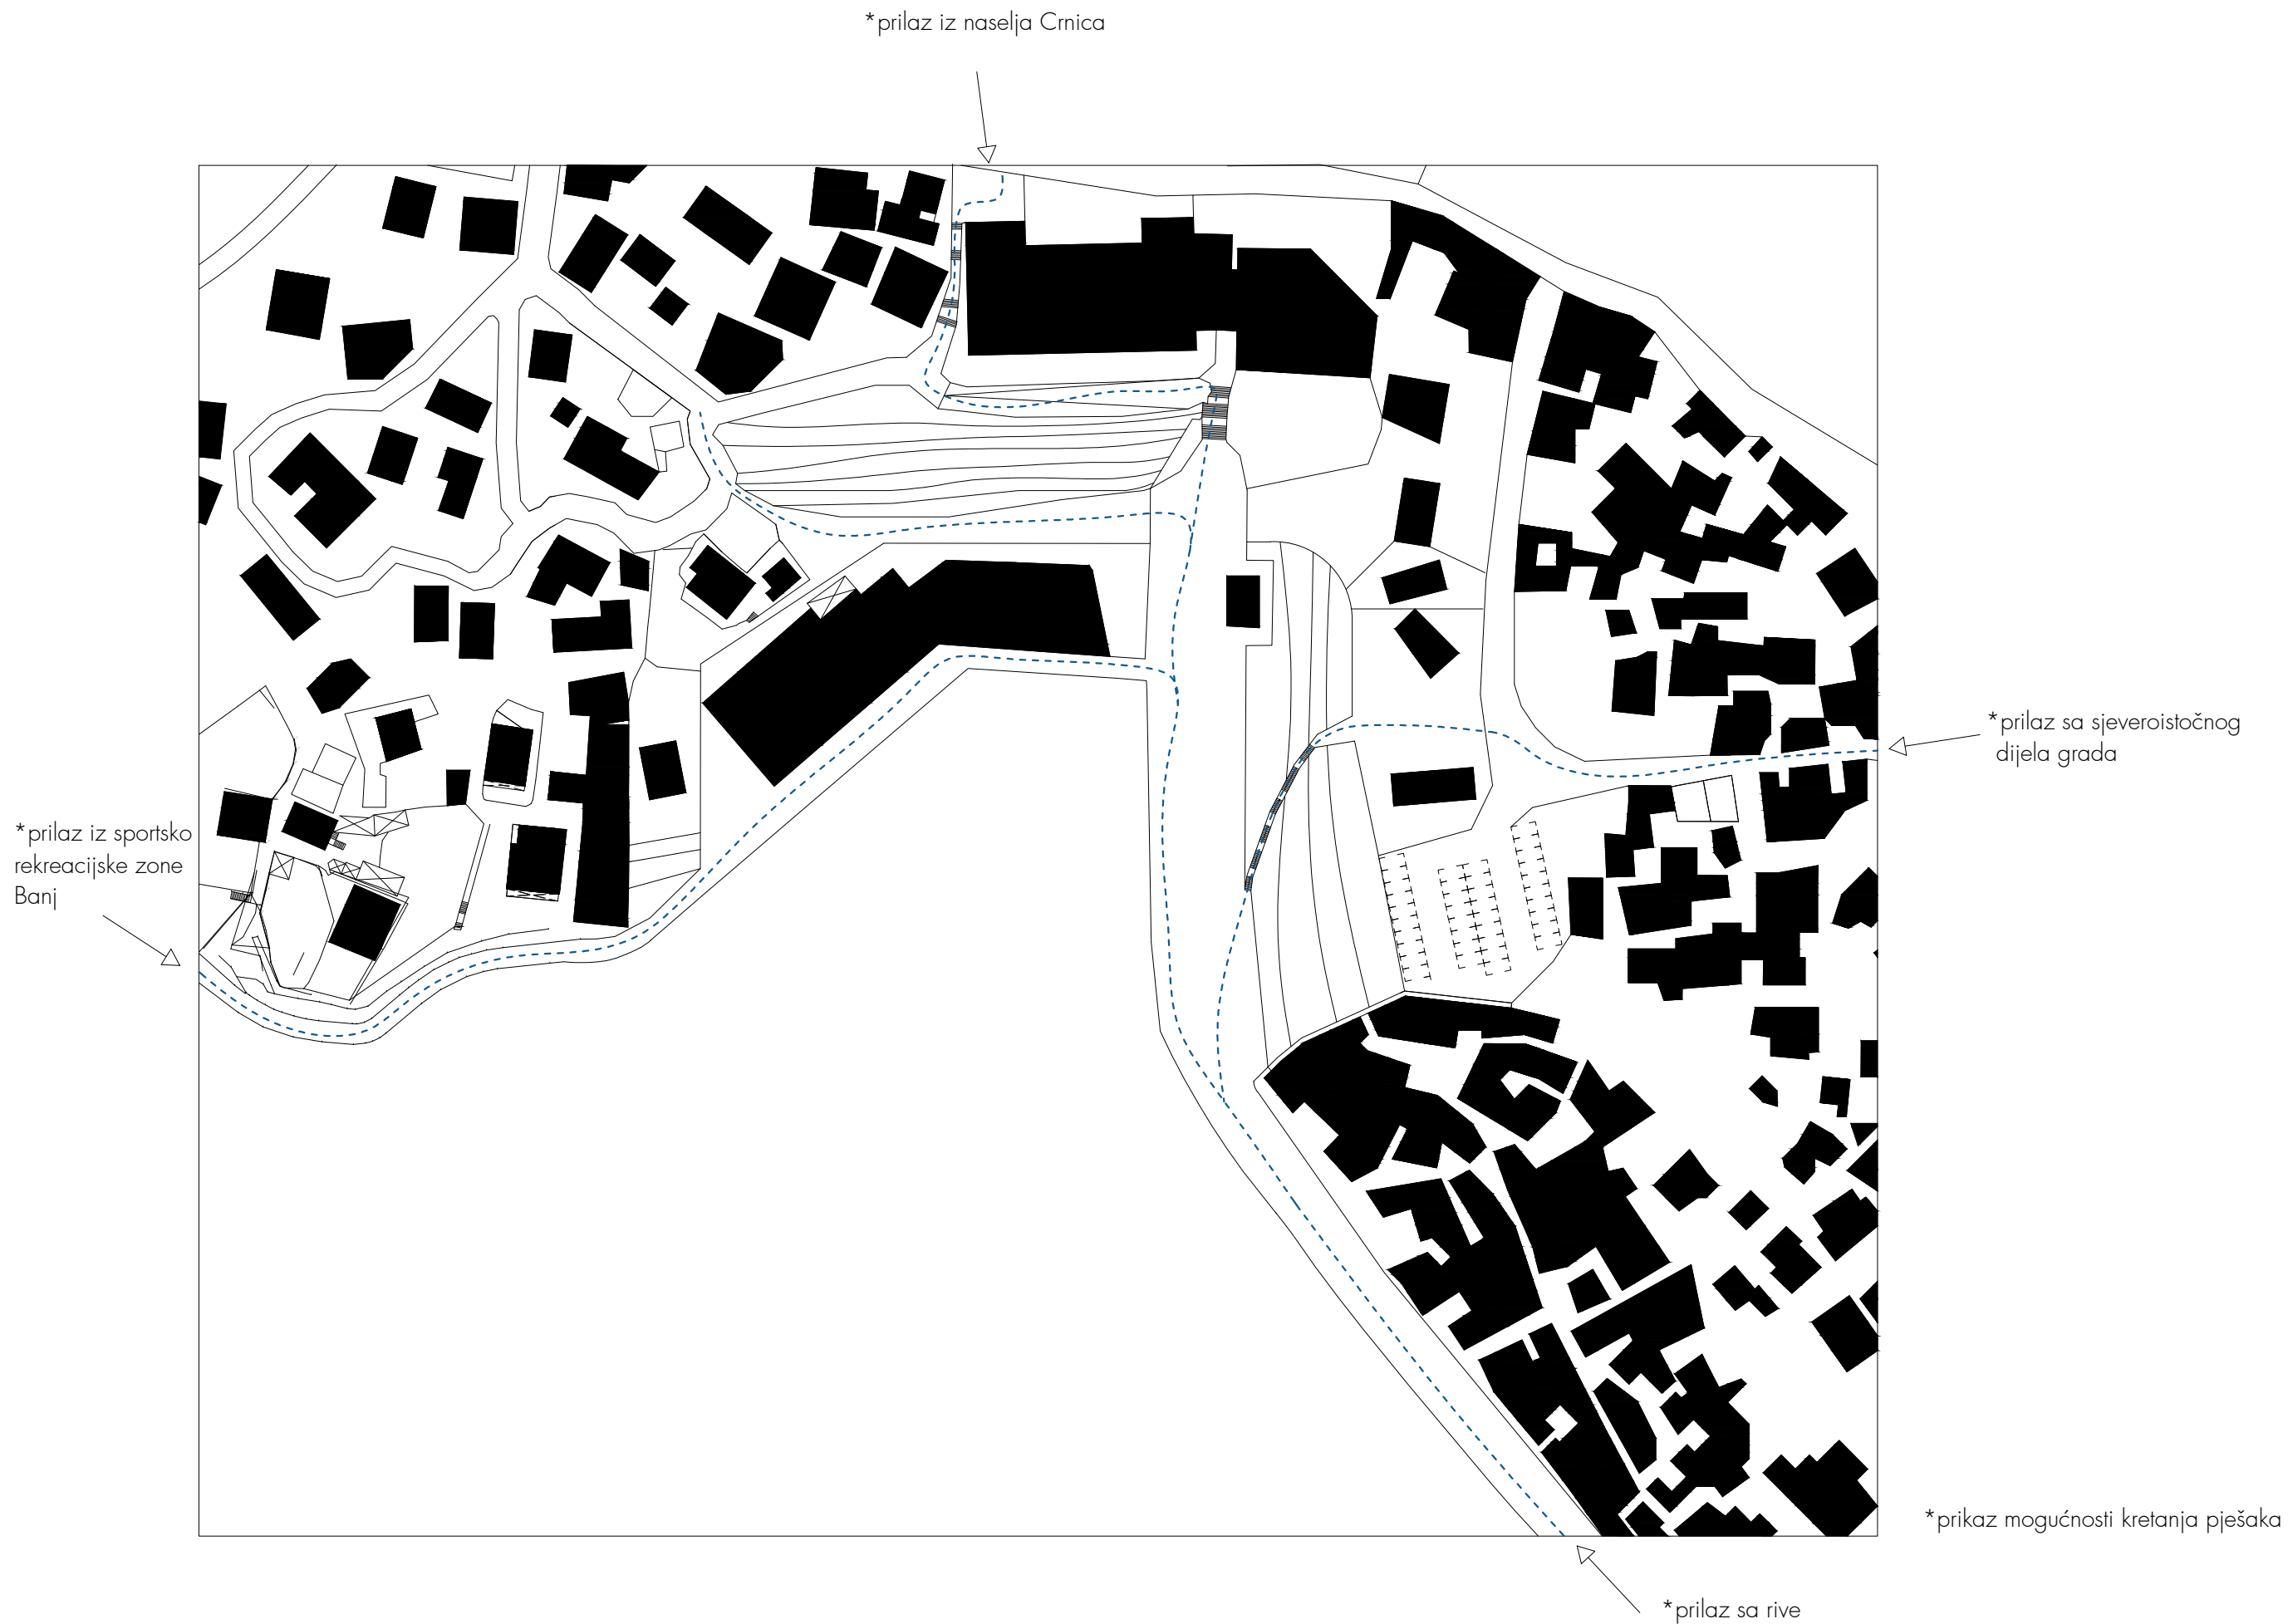 *prilaz iz naselja Crnica
*prilaz sa sjeveroistočnog
dijela grada
*prilaz iz sportsko
rekreacijske zone
Banj
*prikaz mogućnosti kretanja pješaka
*prilaz sa rive